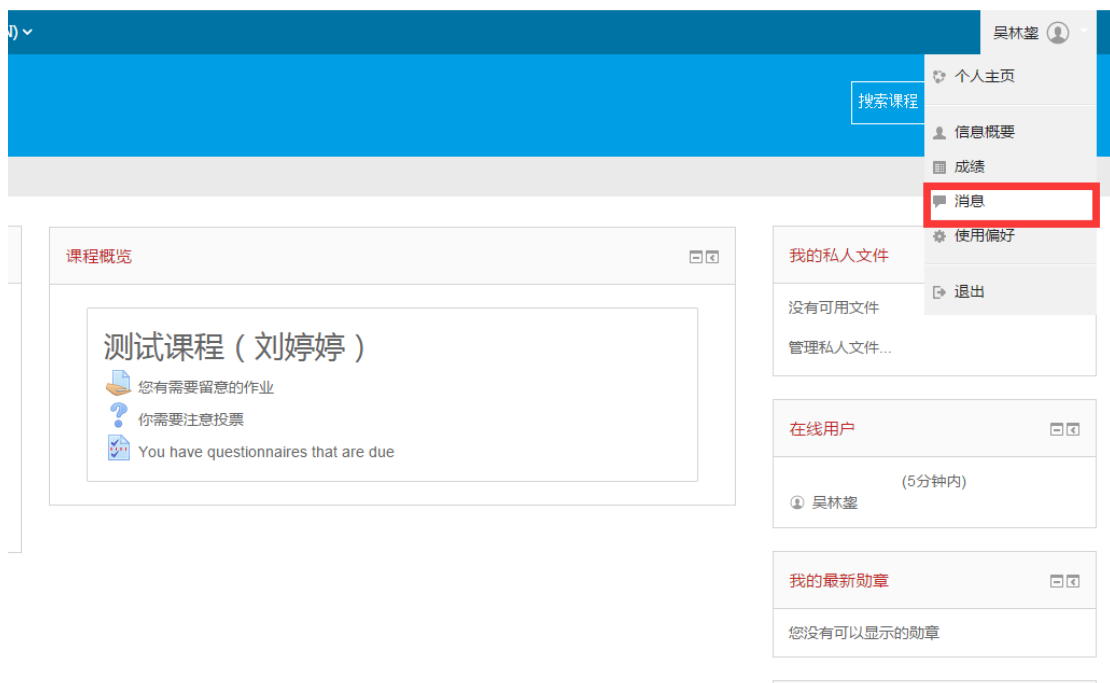 N)
吴林鋆
搜索课程
个人主页
信息概要
成绩
消息
使用偏好
退出
课程概览
测试课程（刘婷婷）
您有需要留意的作业
你需要注意投票
You have questionnaires that are due
我的私人文件
没有可用文件
管理私人文件...
在线用户
(5分钟内)
吴林鋆
我的最新勋章
您没有可以显示的勋章